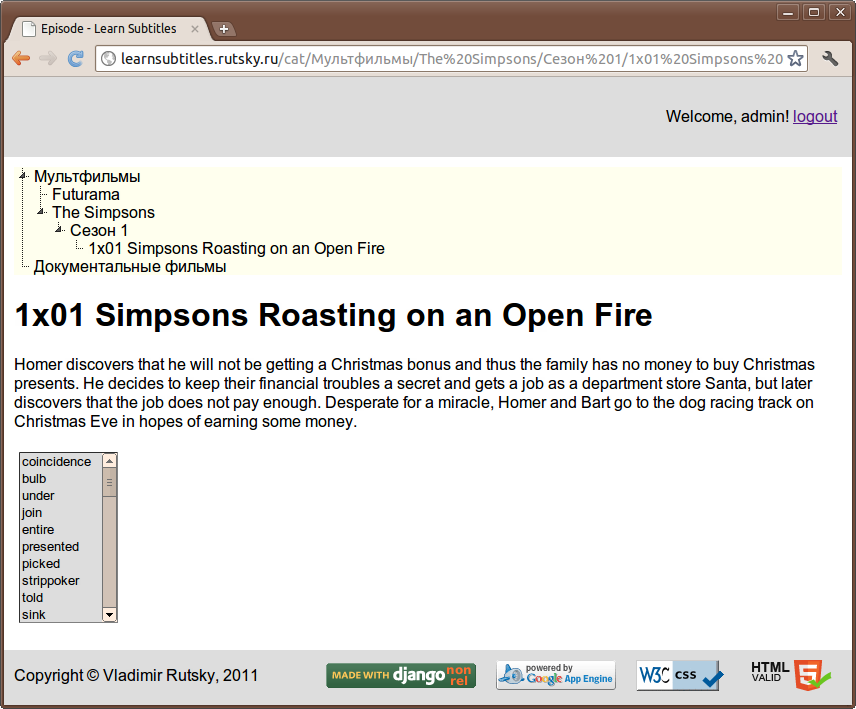 Episode - Learn Subtitles
learnsubtitles.rutsky.ru/cat/Мультфильмы/The%20Simpsons/Сезон%201/1x01%20Simpsons%20
Welcome, admin! logout
Мультфильмы
Futurama
The Simpsons
Сезон 1
1x01 Simpsons Roasting on an Open Fire
Документальные фильмы
1x01 Simpsons Roasting on an Open Fire
Homer discovers that he will not be getting a Christmas bonus and thus the family has no money to buy Christmas
presents. He decides to keep their financial troubles a secret and gets a job as a department store Santa, but later
discovers that the job does not pay enough. Desperate for a miracle, Homer and Bart go to the dog racing track on
Christmas Eve in hopes of earning some money.
coincidence
bulb
under
join
entire
presented
picked
strippoker
told
sink
Copyright © Vladimir Rutsky, 2011
MADE WITH django non rel
powered by
Google App Engine
W3C css
HTML
VALID
5